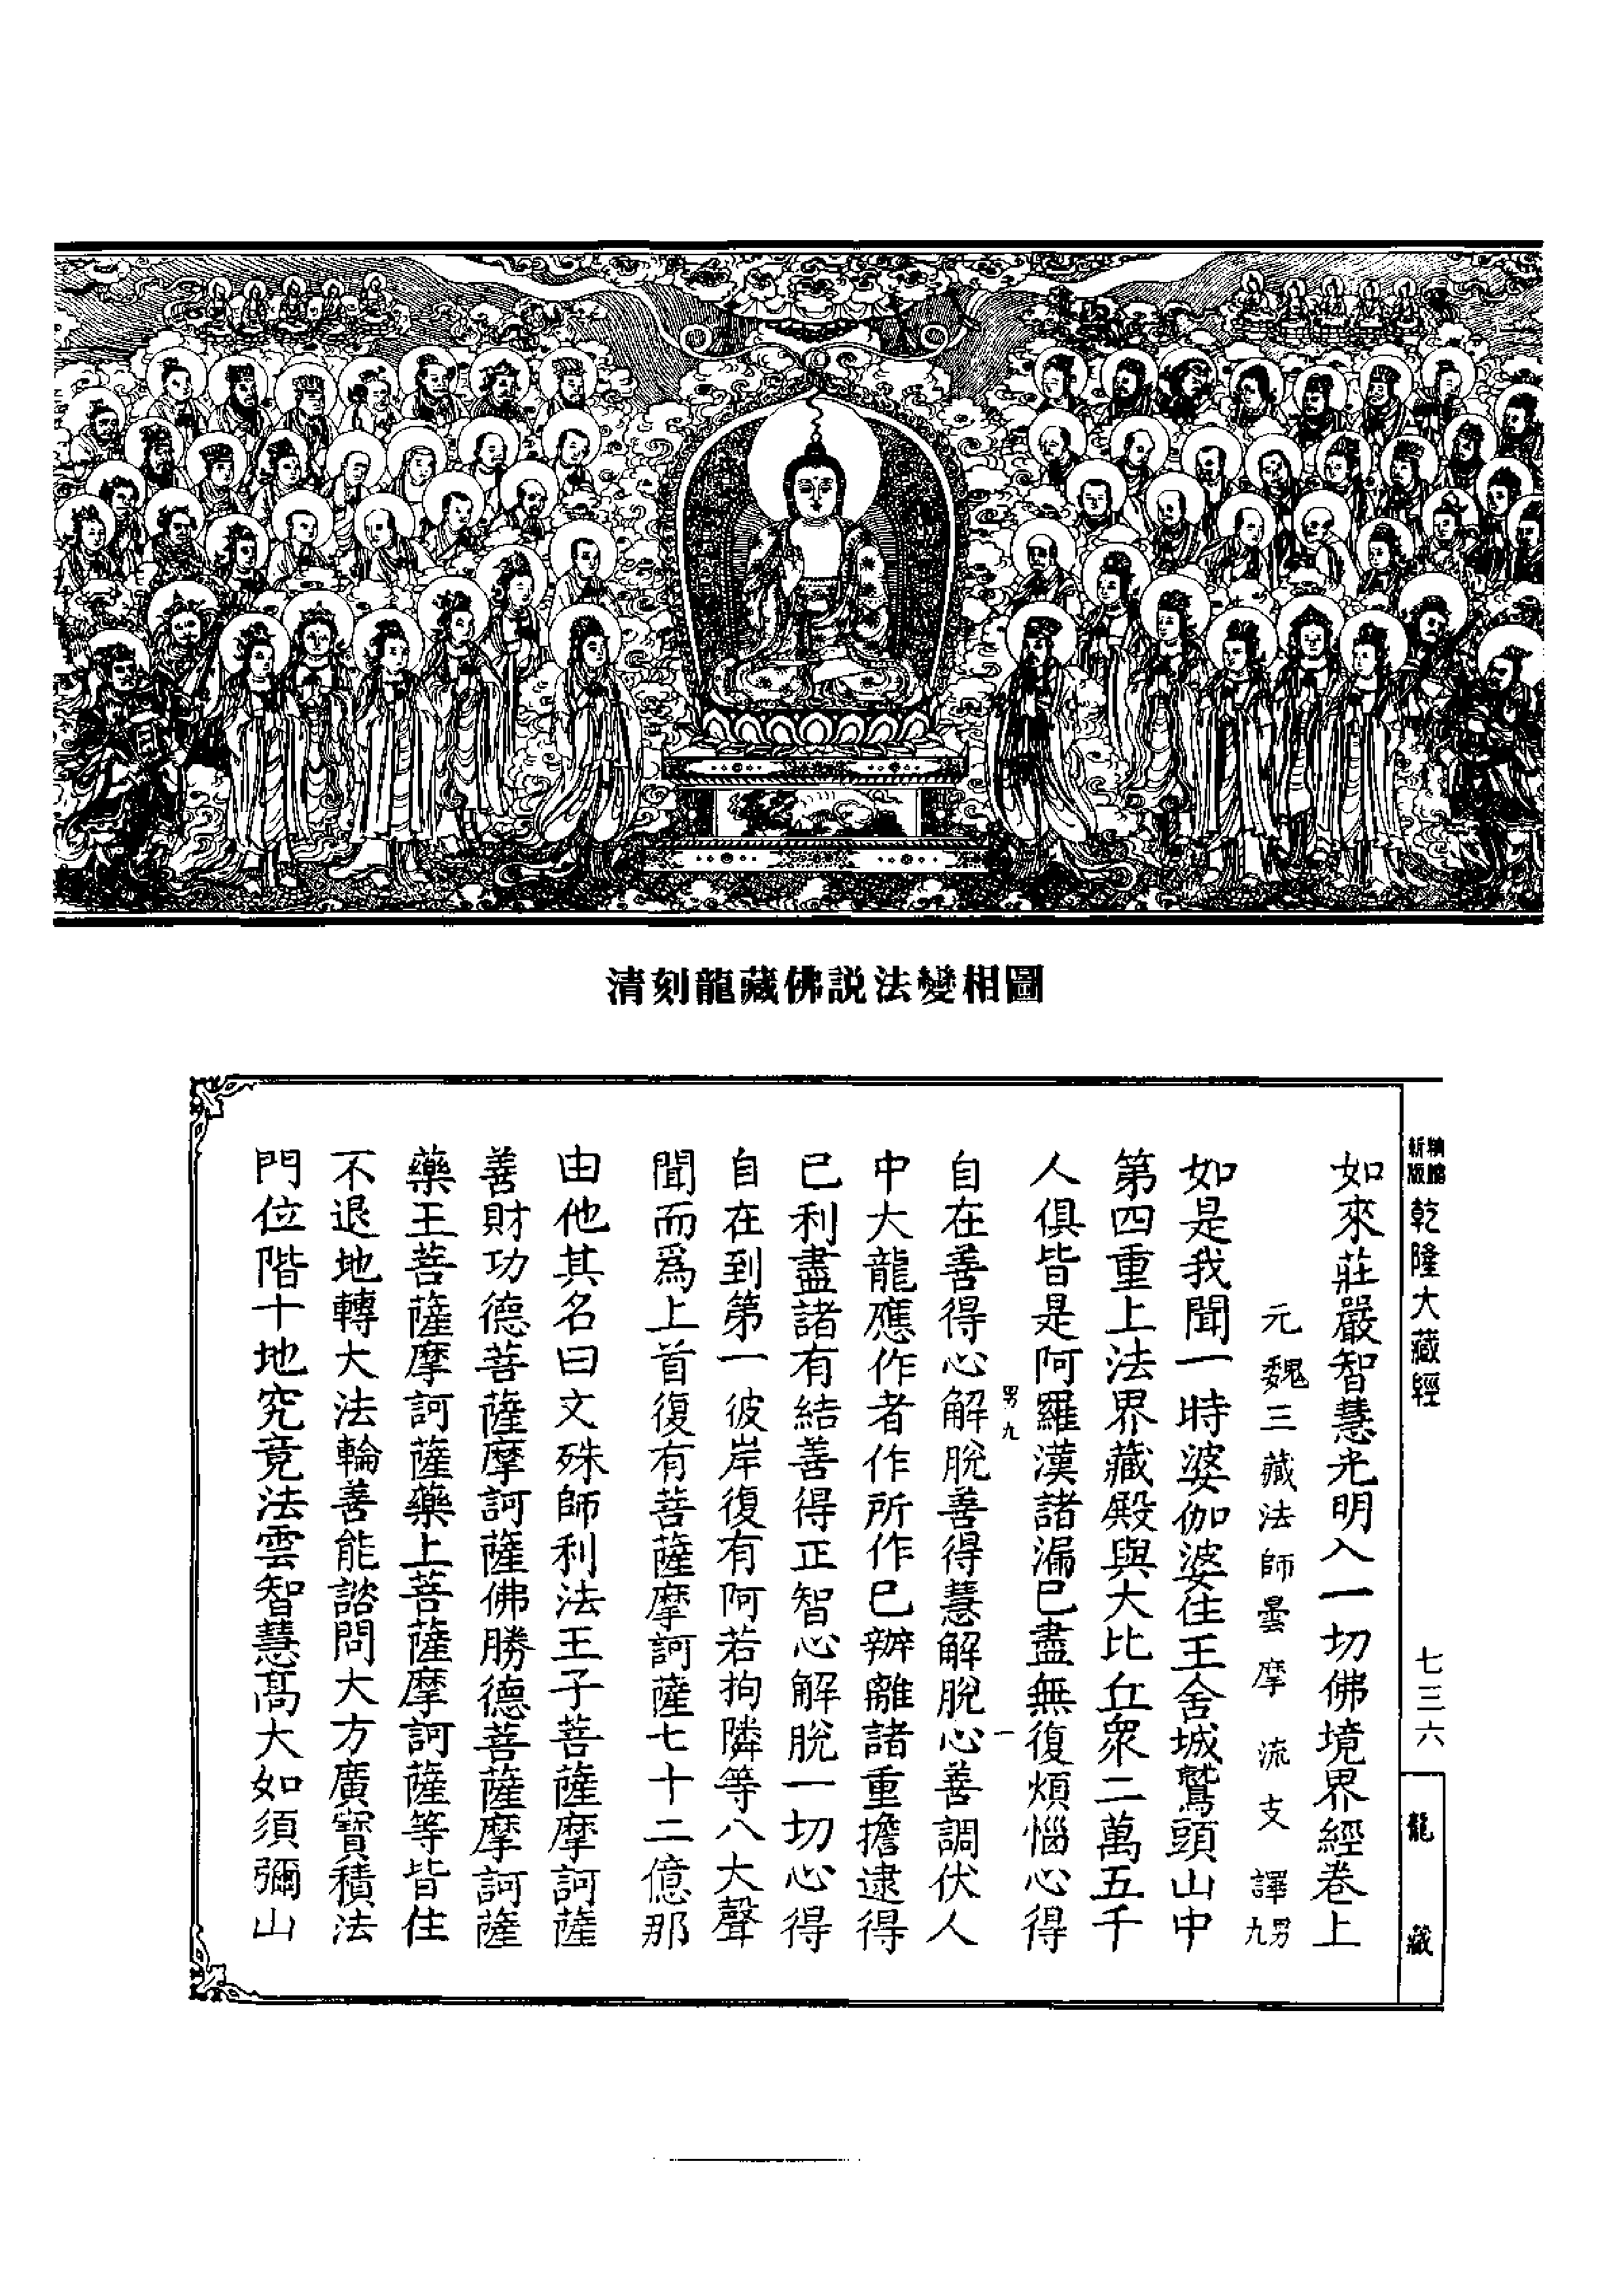 清刻龍藏佛説法變相圖
新版
乾隆大藏經
七三六
龍藏
如來莊嚴智慧光明入一切佛境界經卷上
元魏三藏法師曇摩流支譯 男九
如是我聞一時婆伽婆住王舍城鷲頭山中
第四重上法界藏殿與大比丘衆二萬五千
人俱皆是阿羅漢諸漏已盡無復煩惱心得
男九 一
自在善得心解脫善得慧解脫心善調伏人
中大龍應作者作所作已辦離諸重擔逮得
已利盡諸有結善得正智心解脫一切心得
自在到第一彼岸復有阿若拘隣等八大聲
聞而爲上首復有菩薩摩訶薩七十二億那
由他其名曰文殊師利法王子菩薩摩訶薩
善財功德菩薩摩訶薩佛勝德菩薩摩訶薩
藥王菩薩摩訶薩藥上菩薩摩訶薩等皆住
不退地轉大法輪善能諮問大方廣寶積法
門位階十地究竟法雲智慧髙大如須彌山